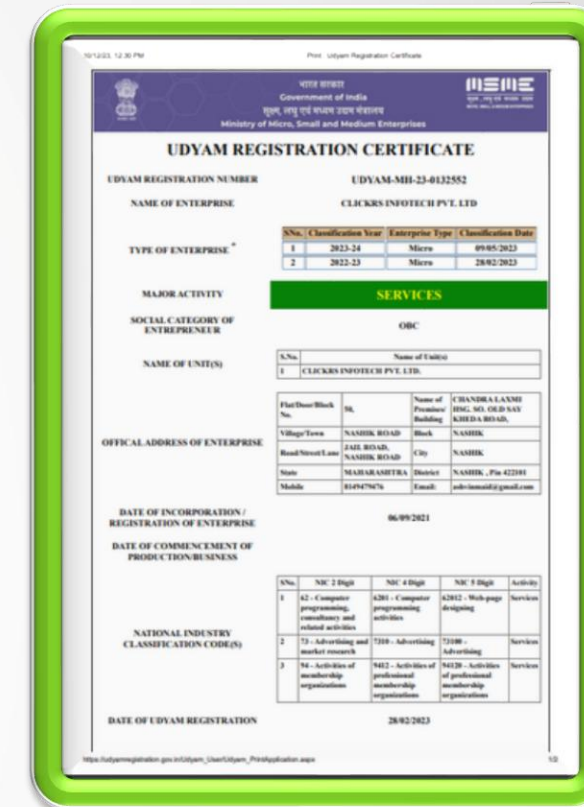 10/12/23, 12:30 PM Print : Udyam Registration Certificate
भारत सरकार
Government of India
सूक्ष्म, लघु एवं मध्यम उद्यम मंत्रालय
Ministry of Micro, Small and Medium Enterprises
UDYAM REGISTRATION CERTIFICATE
UDYAM REGISTRATION NUMBER UDYAM-MH-23-0132552
NAME OF ENTERPRISE CLICKRS INFOTECH PVT. LTD
TYPE OF ENTERPRISE *
SNo. Classification Year Enterprise Type Classification Date
1 2023-24 Micro 09/05/2023
2 2022-23 Micro 28/02/2023
MAJOR ACTIVITY SERVICES
SOCIAL CATEGORY OF
ENTREPRENEUR
OBC
NAME OF UNIT(S)
S.No. Name of Unit(s)
1 CLICKRS INFOTECH PVT. LTD.
OFFICAL ADDRESS OF ENTERPRISE
Flat/Door/Block
No.
50,
Name of
Premises/
Building
CHANDRA LAXMI
HSG. SO. OLD SAY
KHEDA ROAD,
Village/Town NASHIK ROAD Block NASHIK
Road/Street/Lane
JAIL ROAD,
NASHIK ROAD
City NASHIK
State MAHARASHTRA District NASHIK , Pin 422101
Mobile 8149479476 Email:
DATE OF INCORPORATION /
REGISTRATION OF ENTERPRISE
06/09/2021
DATE OF COMMENCEMENT OF
PRODUCTION/BUSINESS
NATIONAL INDUSTRY
CLASSIFICATION CODE(S)
SNo. NIC 2 Digit NIC 4 Digit NIC 5 Digit Activity
1
62 - Computer
programming,
consultancy and
related activities
6201 - Computer
programming
activities
62012 - Web-page
designing
Services
2
73 - Advertising and
market research
7310 - Advertising
73100 -
Advertising
Services
3
94 - Activities of
membership
organizations
9412 - Activities of
professional
membership
organizations
94120 - Activities
of professional
membership
organizations
Services
DATE OF UDYAM REGISTRATION 28/02/2023
https://udyamregistration.gov.in/Udyam_User/Udyam_PrintApplication.aspx 1/2